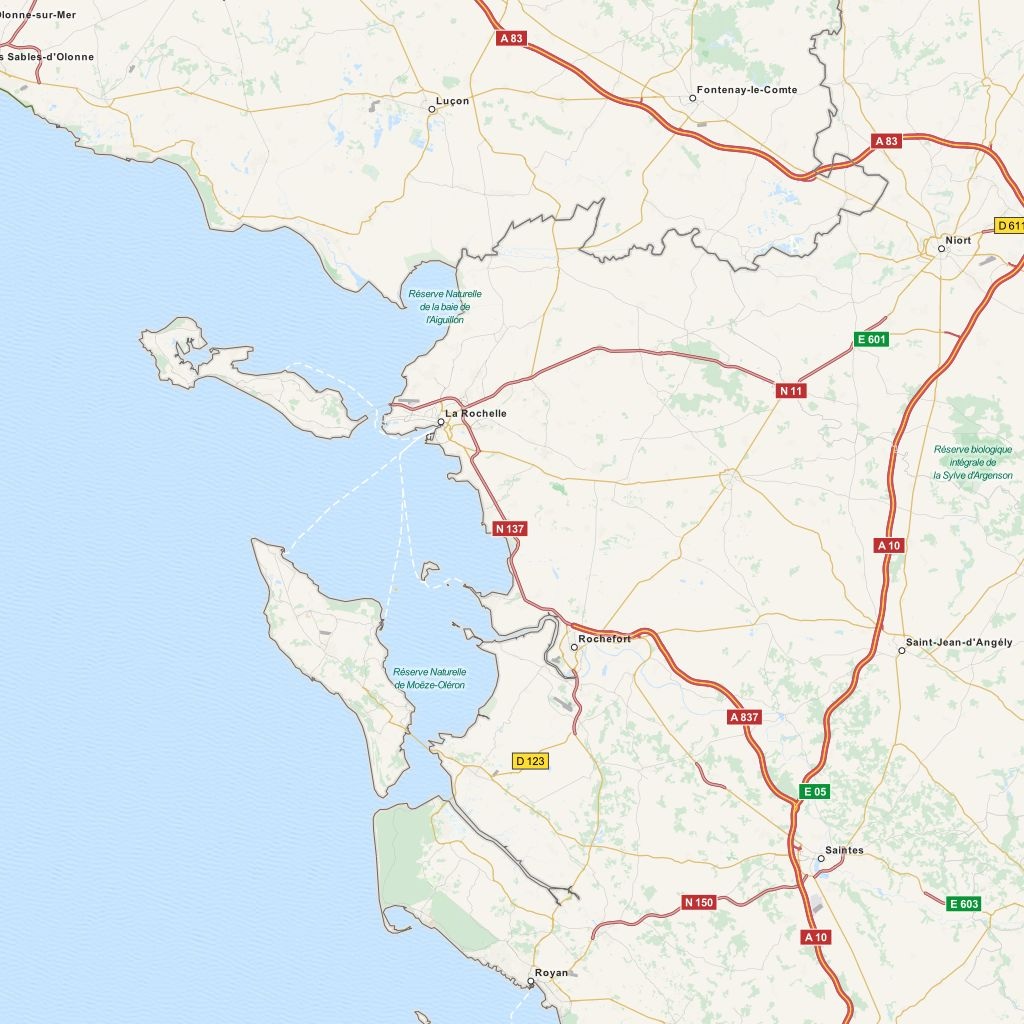 Olonne-sur-Mer
s Sables-d'Olonne
A 83
Luçon
Fontenay-le-Comte
A 83
D 611
Niort
Réserve Naturelle
de la baie de
l'Aiguillon
E 601
N 11
La Rochelle
Réserve biologique
intégrale de
la Sylve d'Argenson
N 137
A 10
Rochefort
Saint-Jean-d'Angély
Réserve Naturelle
de Moëze-Oléron
A 837
D 123
E 05
Saintes
N 150
E 603
A 10
Royan